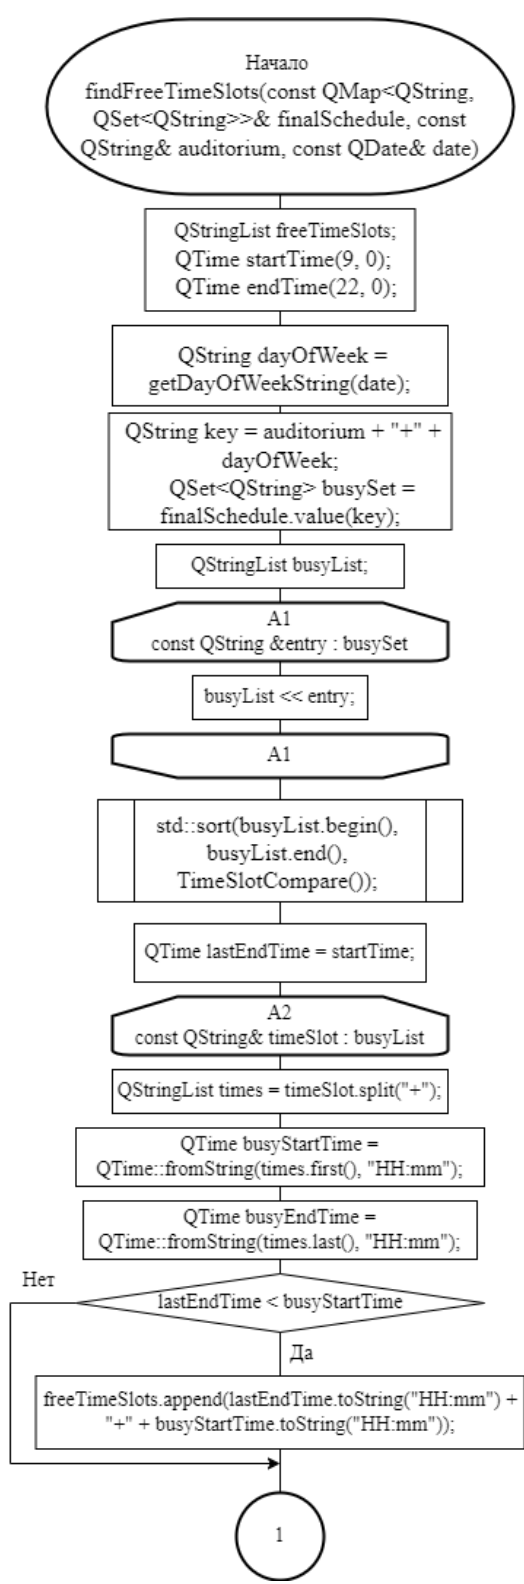 Начало
findFreeTimeSlots(const QMap<QString,
QSet<QString>>& finalSchedule, const
QString& auditorium, const QDate& date)
QStringList freeTimeSlots;
QTime startTime(9, 0);
QTime endTime(22, 0);
QString dayOfWeek =
getDayOfWeekString(date);
QString key = auditorium + "+" +
dayOfWeek;
QSet<QString> busySet =
finalSchedule.value(key);
QStringList busyList;
A1
const QString &entry : busySet
busyList << entry;
A1
std::sort(busyList.begin(),
busyList.end(),
TimeSlotCompare());
QTime lastEndTime = startTime;
A2
const QString& timeSlot : busyList
QStringList times = timeSlot.split("+");
QTime busyStartTime =
QTime::fromString(times.first(), "HH:mm");
QTime busyEndTime =
QTime::fromString(times.last(), "HH:mm");
Нет
lastEndTime < busyStartTime
Да
freeTimeSlots.append(lastEndTime.toString("HH:mm") +
"+" + busyStartTime.toString("HH:mm"));
1